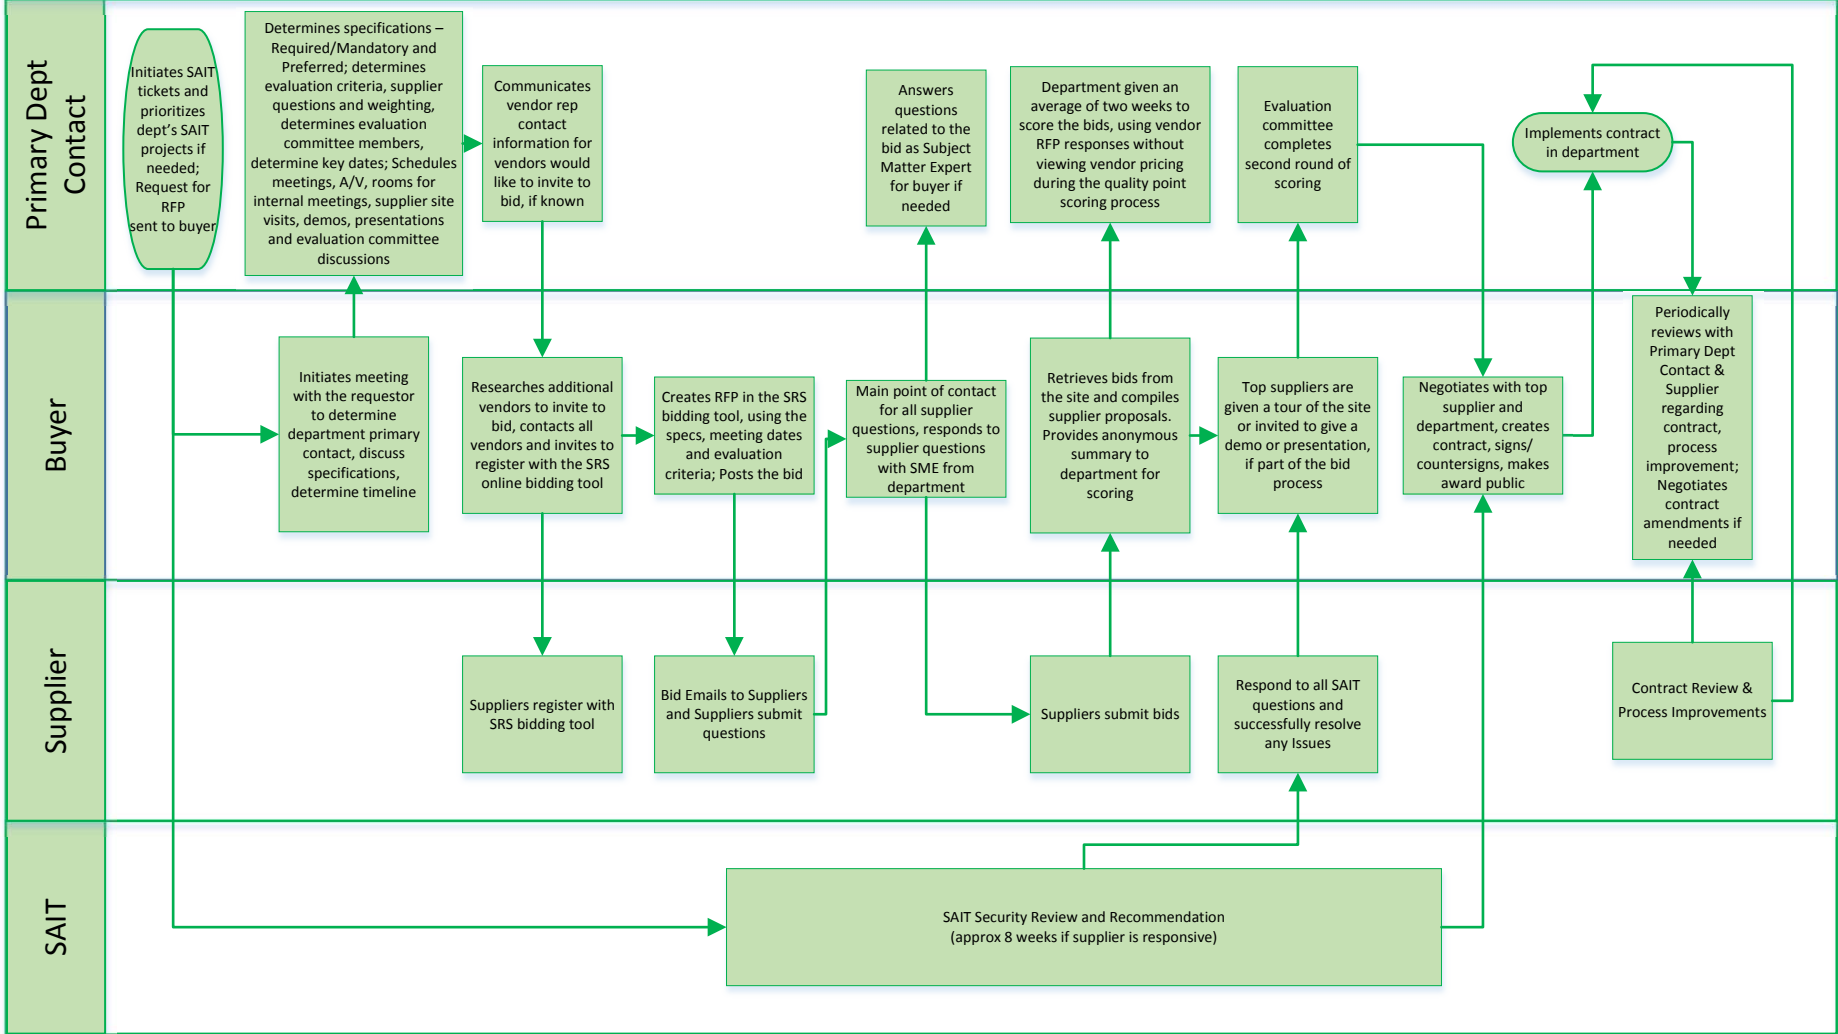 Primary Dept
Contact
Initiates SAIT
tickets and
prioritizes
dept's SAIT
projects if
needed;
Request for
RFP
sent to buyer
Determines specifications –
Required/Mandatory and
Preferred; determines
evaluation criteria, supplier
questions and weighting,
determines evaluation
committee members,
determine key dates; Schedules
meetings, A/V, rooms for
internal meetings, supplier site
visits, demos, presentations
and evaluation committee
discussions
Communicates
vendor rep
contact
information for
vendors would
like to invite to
bid, if known
Answers
questions
related to the
bid as Subject
Matter Expert
for buyer if
needed
Department given an
average of two weeks to
score the bids, using vendor
RFP responses without
viewing vendor pricing
during the quality point
scoring process
Evaluation
committee
completes
second round of
scoring
Implements contract
in department
Buyer
Initiates meeting
with the requestor
to determine
department primary
contact, discuss
specifications,
determine timeline
Researches additional
vendors to invite to
bid, contacts all
vendors and invites to
register with the SRS
online bidding tool
Creates RFP in the SRS
bidding tool, using the
specs, meeting dates
and evaluation
criteria; Posts the bid
Main point of contact
for all supplier
questions, responds to
supplier questions
with SME from
department
Retrieves bids from
the site and compiles
supplier proposals.
Provides anonymous
summary to
department for
scoring
Top suppliers are
given a tour of the site
or invited to give a
demo or presentation,
if part of the bid
process
Negotiates with top
supplier and
department, creates
contract, signs/
countersigns, makes
award public
Periodically
reviews with
Primary Dept
Contact &
Supplier
regarding
contract,
process
improvement;
Negotiates
contract
amendments if
needed
Supplier
Suppliers register with
SRS bidding tool
Bid Emails to Suppliers
and Suppliers submit
questions
Suppliers submit bids
Respond to all SAIT
questions and
successfully resolve
any Issues
Contract Review &
Process Improvements
SAIT
SAIT Security Review and Recommendation
(approx 8 weeks if supplier is responsive)